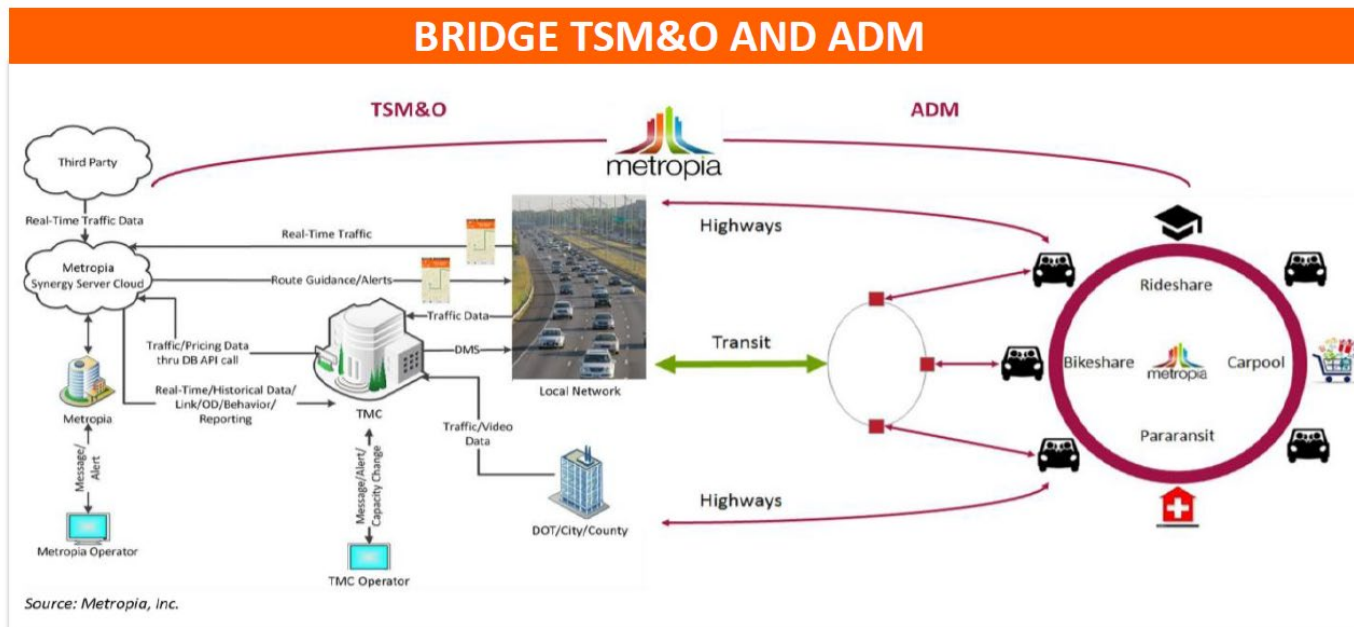 BRIDGE TSM&O AND ADM
TSM&O
ADM
metropia
Third Party
Real-Time Traffic Data
Metropia
Synergy Server Cloud
Real-Time Traffic
Route Guidance/Alerts
Traffic Data
DMS
Traffic/Pricing Data
thru DB API call
Real-Time/Historical Data/
Link/OD/Behavior/
Reporting
Metropia
TMC
Local Network
Traffic/Video
Data
Message/
Alert
Message/Alert/
Capacity Change
DOT/City/County
Metropia Operator
TMC Operator
Highways
Transit
Highways
Rideshare
Bikeshare
metropia
Carpool
Pararansit
Source: Metropia, Inc.